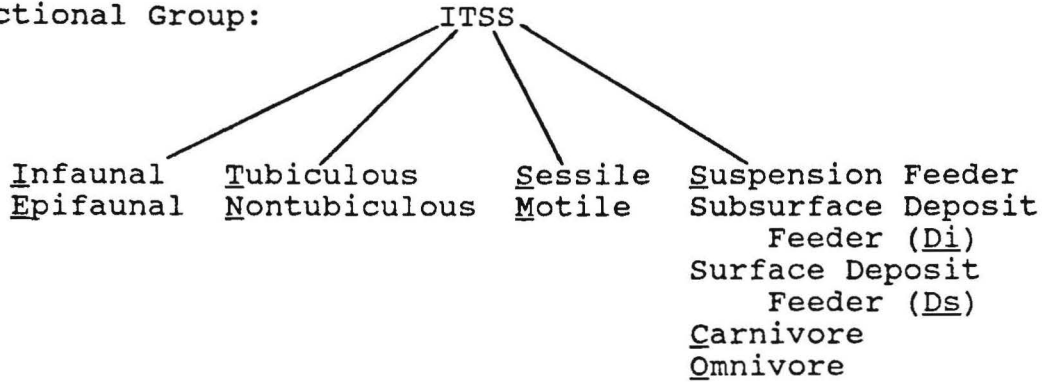 ctional Group: ITSS
Infaunal Tubiculous Sessile Suspension Feeder
Epifaunal Nontubiculous Motile Subsurface Deposit
Feeder (Di)
Surface Deposit
Feeder (Ds)
Carnivore
Omnivore